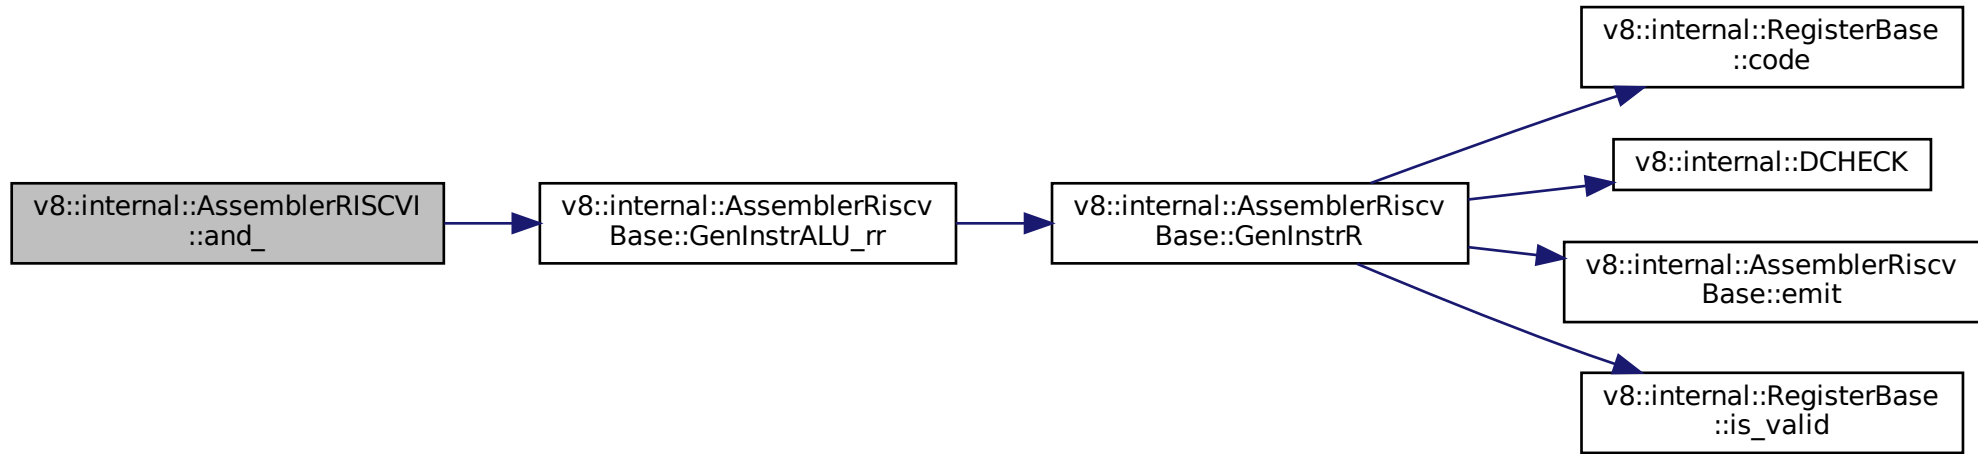 v8::internal::AssemblerRISCVI
::and_
v8::internal::AssemblerRiscv
Base::GenInstrALU_rr
v8::internal::AssemblerRiscv
Base::GenInstrR
v8::internal::RegisterBase
::code
v8::internal::DCHECK
v8::internal::AssemblerRiscv
Base::emit
v8::internal::RegisterBase
::is_valid